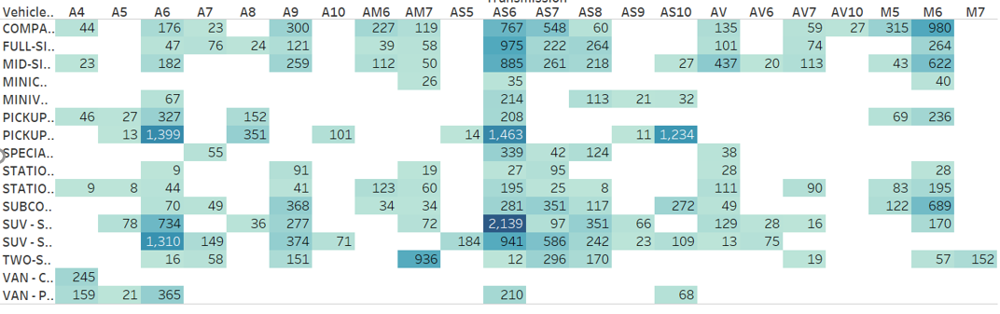 Transmission
Vehicle.. A4 A5 A6 A7 A8 A9 A10 AM6 AM7 AS5 AS6 AS7 AS8 AS9 AS10 AV AV6 AV7 AV10 M5 M6 M7
COMPA.. 44 176 23 300 227 119 767 548 60 135 59 27 315 980
FULL-SI.. 47 76 24 121 39 58 975 222 264 101 74 264
MID-SI.. 23 182 259 112 50 885 261 218 27 437 20 113 43 622
MINIC.. 26 35 40
MINIV.. 67 214 113 21 32
PICKUP.. 46 27 327 152 208 69 236
PICKUP.. 13 1,399 351 101 14 1,463 11 1,234
SPECIA.. 55 339 42 124 38
STATIO.. 9 91 19 27 95 28 28
STATIO.. 9 8 44 41 123 60 195 25 8 111 90 83 195
SUBCO.. 70 49 368 34 34 281 351 117 272 49 122 689
SUV - S.. 78 734 36 277 72 2,139 97 351 66 129 28 16 170
SUV - S.. 1,310 149 374 71 184 941 586 242 23 109 13 75
TWO-S.. 16 58 151 936 12 296 170 19 57 152
VAN - C.. 245
VAN - P.. 159 21 365 210 68